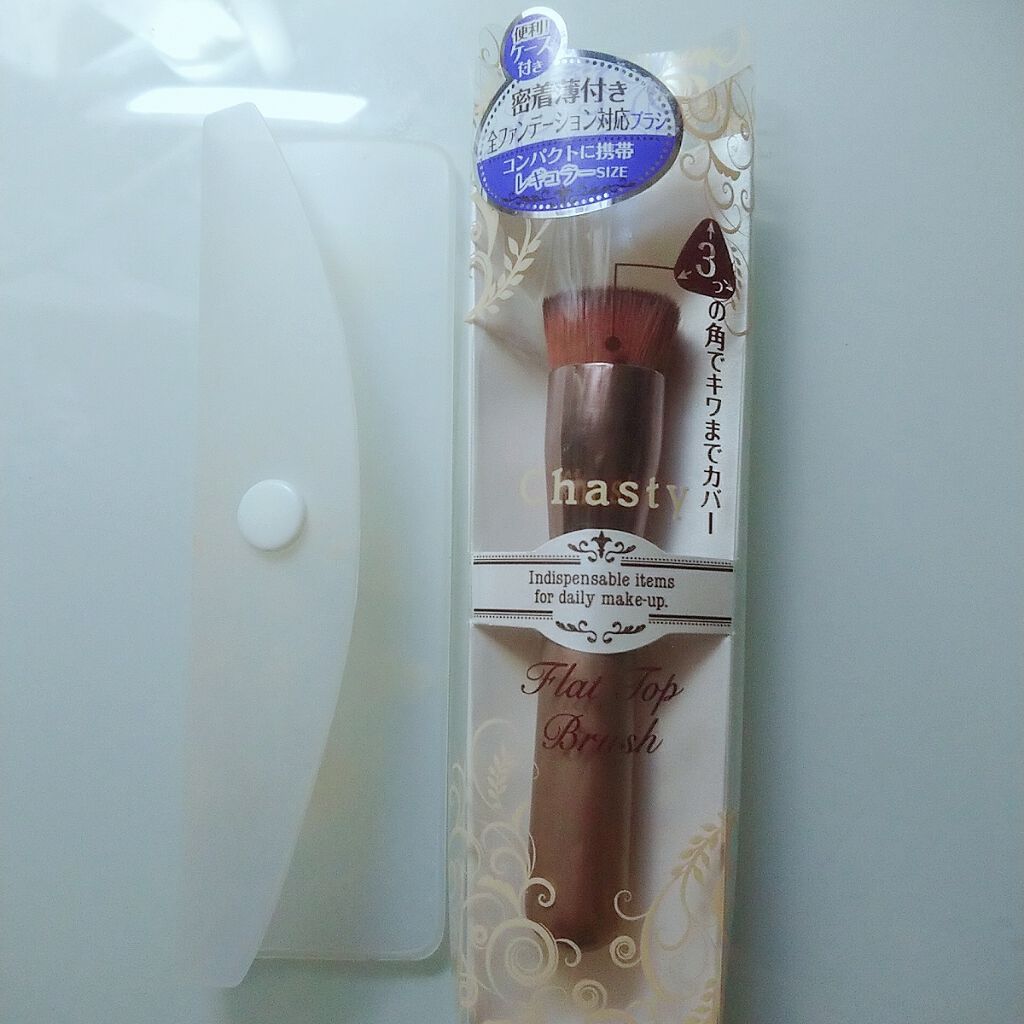 便利!
ケース
付き
密着薄付き
全ファンデーション対応ブラシ
コンパクトに携帯
レギュラーSIZE
3つの角でキワまでカバー
Chasty
Indispensable items
for daily make-up.
Flat Top
Brush